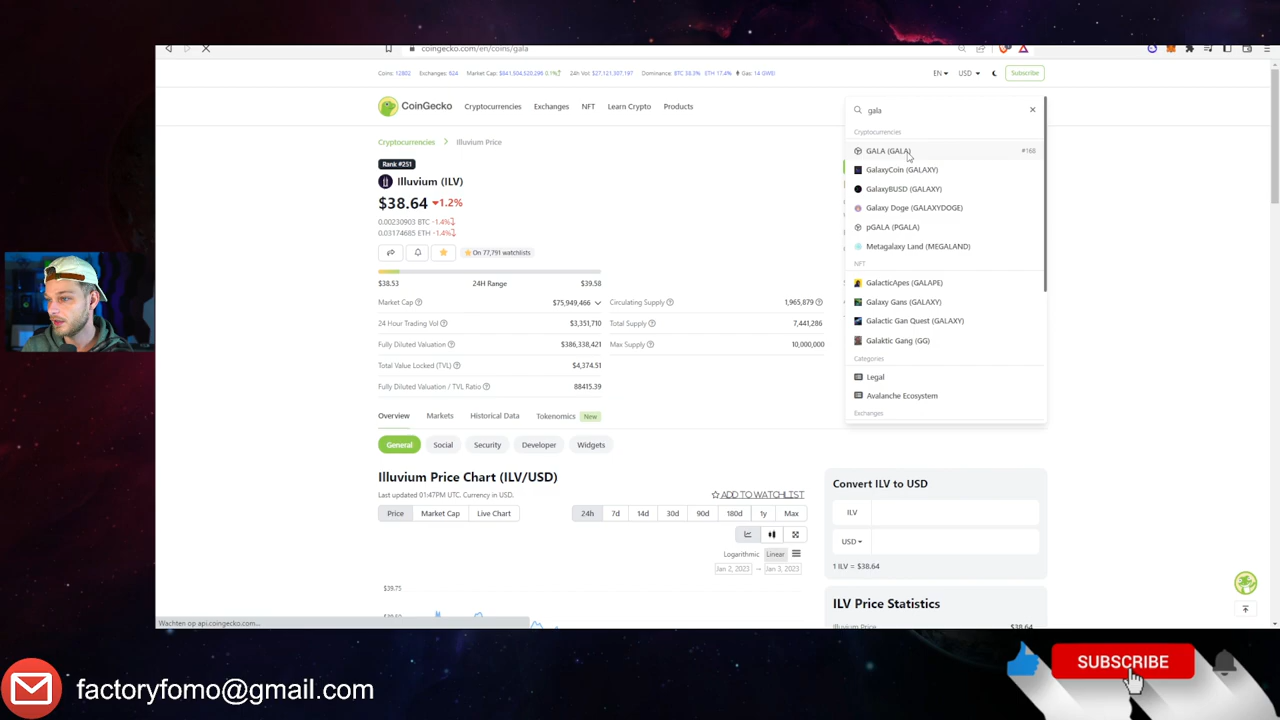 coingecko.com/en/coins/gala
Coins: 12802 Exchanges: 624 Market Cap: $841,504,520,296 0.1% 24h Vol: $27,121,307,197 Dominance: BTC 38.3% ETH 17.4% Gas: 14 GWEI
EN USD Subscribe
CoinGecko Cryptocurrencies Exchanges NFT Learn Crypto Products
gala
Cryptocurrencies
GALA (GALA) #168
GalaxyCoin (GALAXY)
GalaxyBUSD (GALAXY)
Galaxy Doge (GALAXYDOGE)
pGALA (PGALA)
Metagalaxy Land (MEGALAND)
NFT
GalacticApes (GALAPE)
Galaxy Gans (GALAXY)
Galactic Gan Quest (GALAXY)
Galaktic Gang (GG)
Categories
Legal
Avalanche Ecosystem
Exchanges
Cryptocurrencies Illuvium Price
Rank #251
Illuvium (ILV)
$38.64 1.2%
0.00230903 BTC -1.4%
0.03174685 ETH -1.4%
On 77,791 watchlists
$38.53 24H Range $39.58
Market Cap $75,949,466 Circulating Supply 1,965,879
24 Hour Trading Vol $3,351,710 Total Supply 7,441,286
Fully Diluted Valuation $386,338,421 Max Supply 10,000,000
Total Value Locked (TVL) $4,374.51
Fully Diluted Valuation / TVL Ratio 88415.39
Overview Markets Historical Data Tokenomics New
General Social Security Developer Widgets
Illuvium Price Chart (ILV/USD)
Last updated 01:47PM UTC. Currency in USD.
ADD TO WATCHLIST
Price Market Cap Live Chart 24h 7d 14d 30d 90d 180d 1y Max
Logarithmic Linear
Jan 2, 2023 → Jan 3, 2023
$39.75
Convert ILV to USD
ILV
USD
1 ILV = $38.64
ILV Price Statistics
Illuvium Price $38.64
Wachten op api.coingecko.com...
factoryfomo@gmail.com
SUBSCRIBE